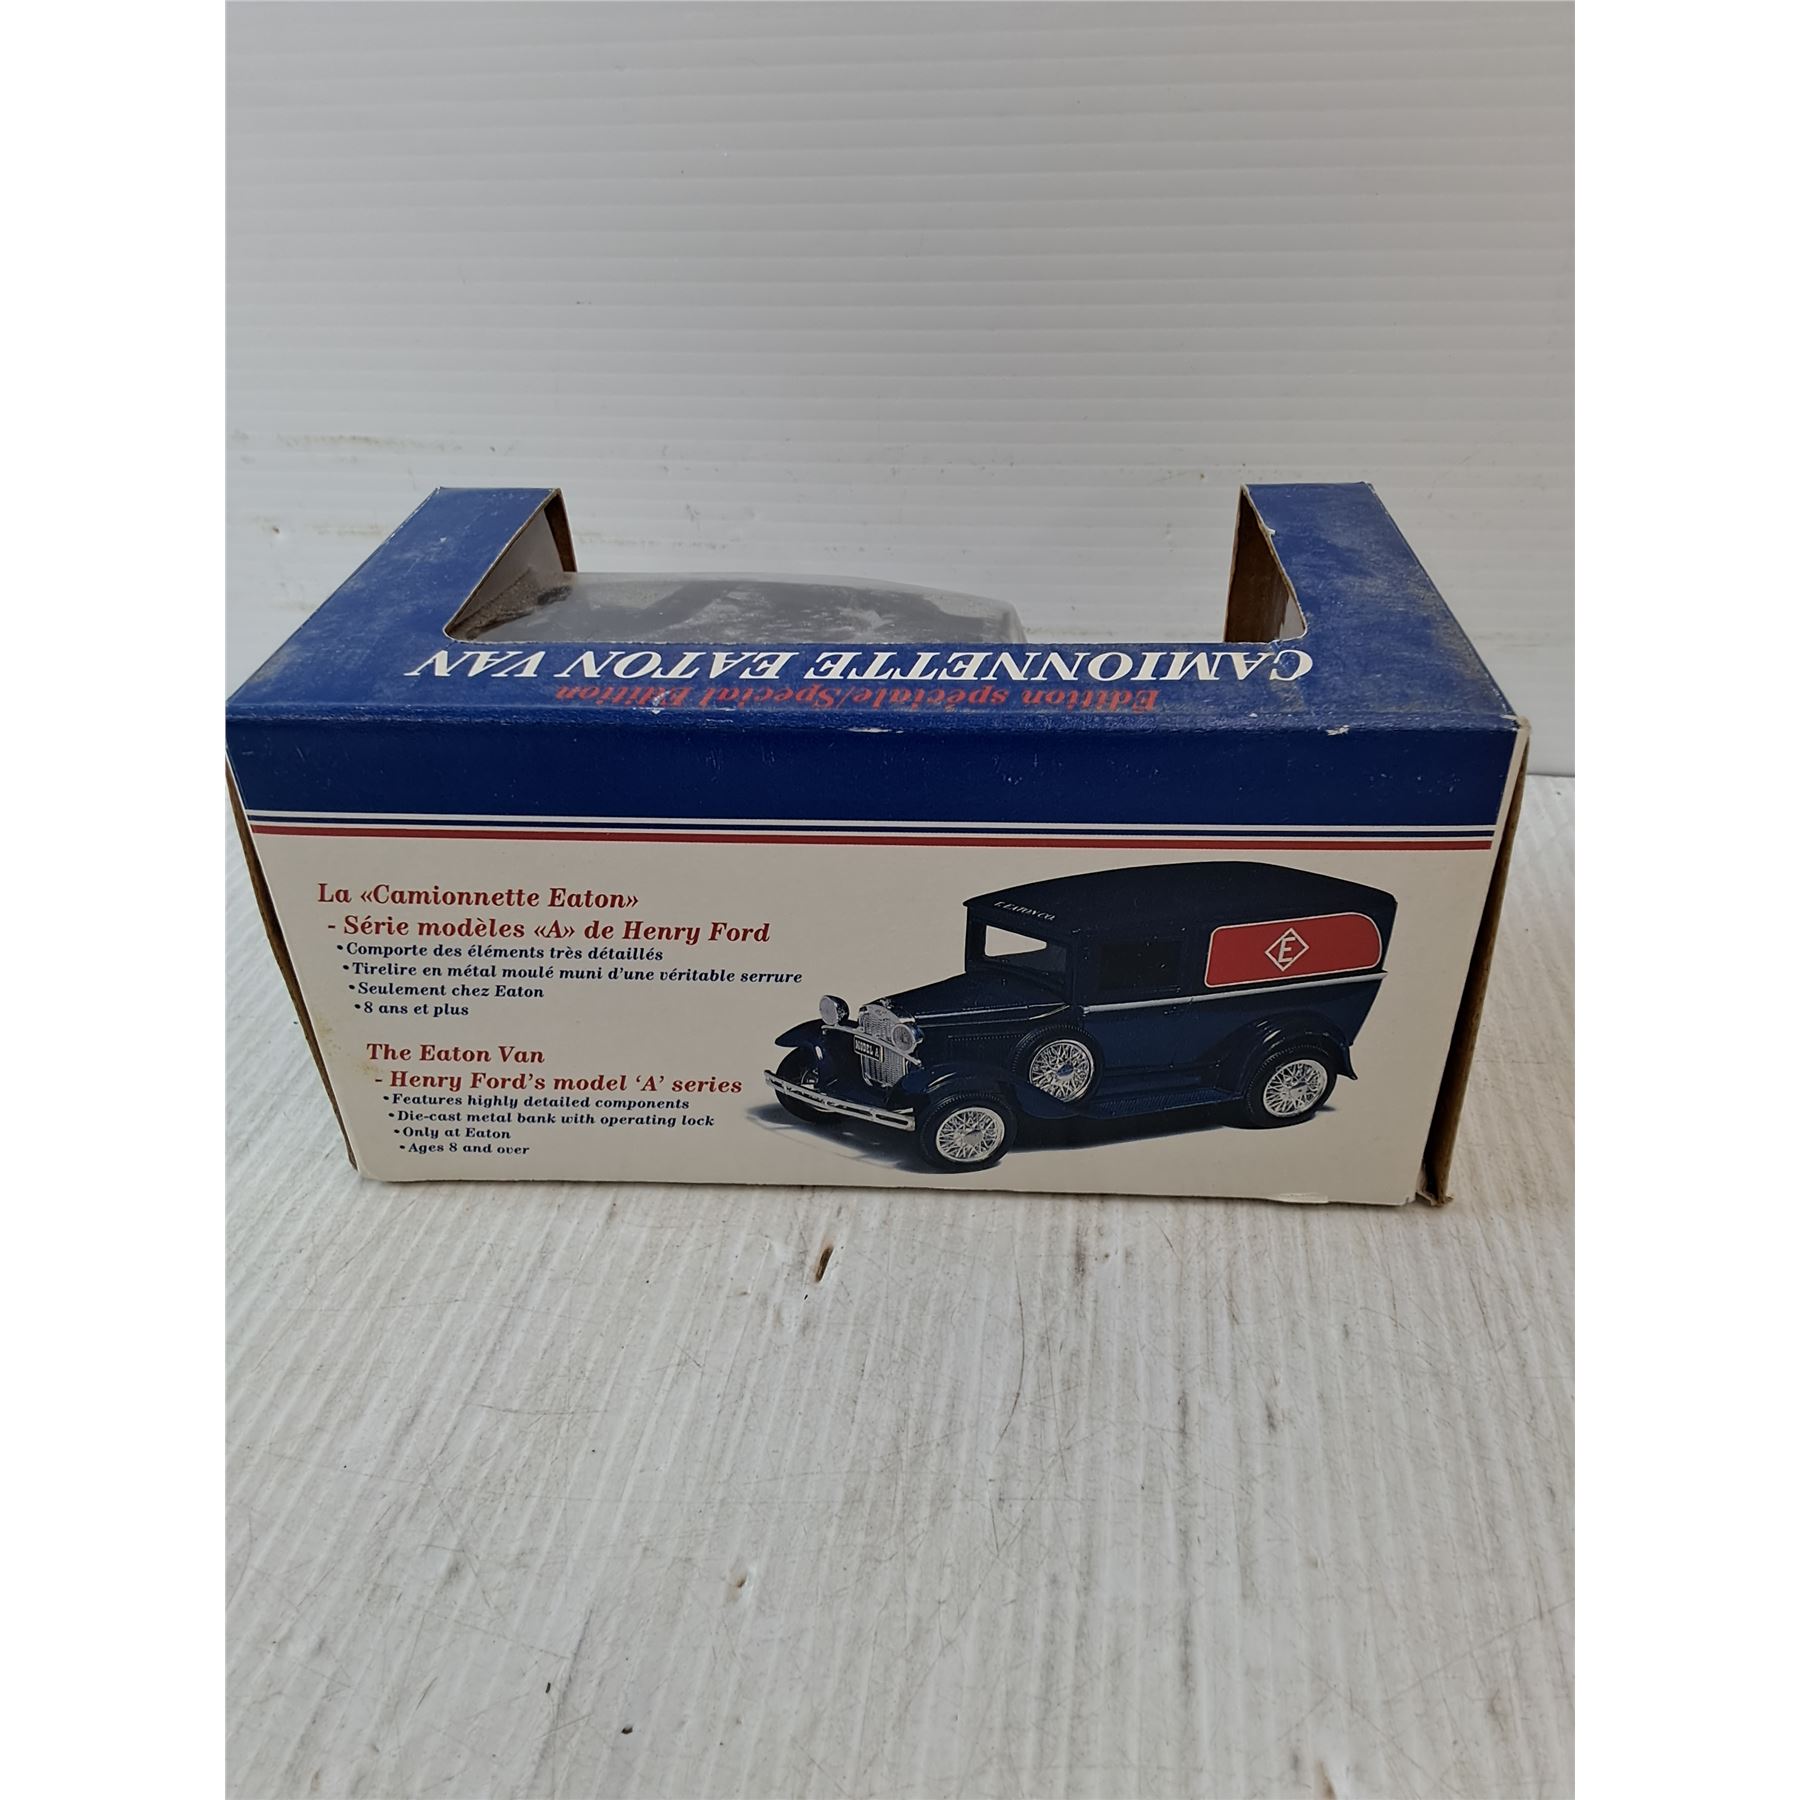 CAMIONNETTE EATON VAN
Edition spéciale/Special Edition
La «Camionnette Eaton»
- Série modèles «A» de Henry Ford
•Comporte des éléments très détaillés
•Tirelire en métal moulé muni d'une véritable serrure
•Seulement chez Eaton
•8 ans et plus
The Eaton Van
- Henry Ford's model 'A' series
•Features highly detailed components
•Die-cast metal bank with operating lock
•Only at Eaton
•Ages 8 and over
T. EATON CO.
E
MODEL A